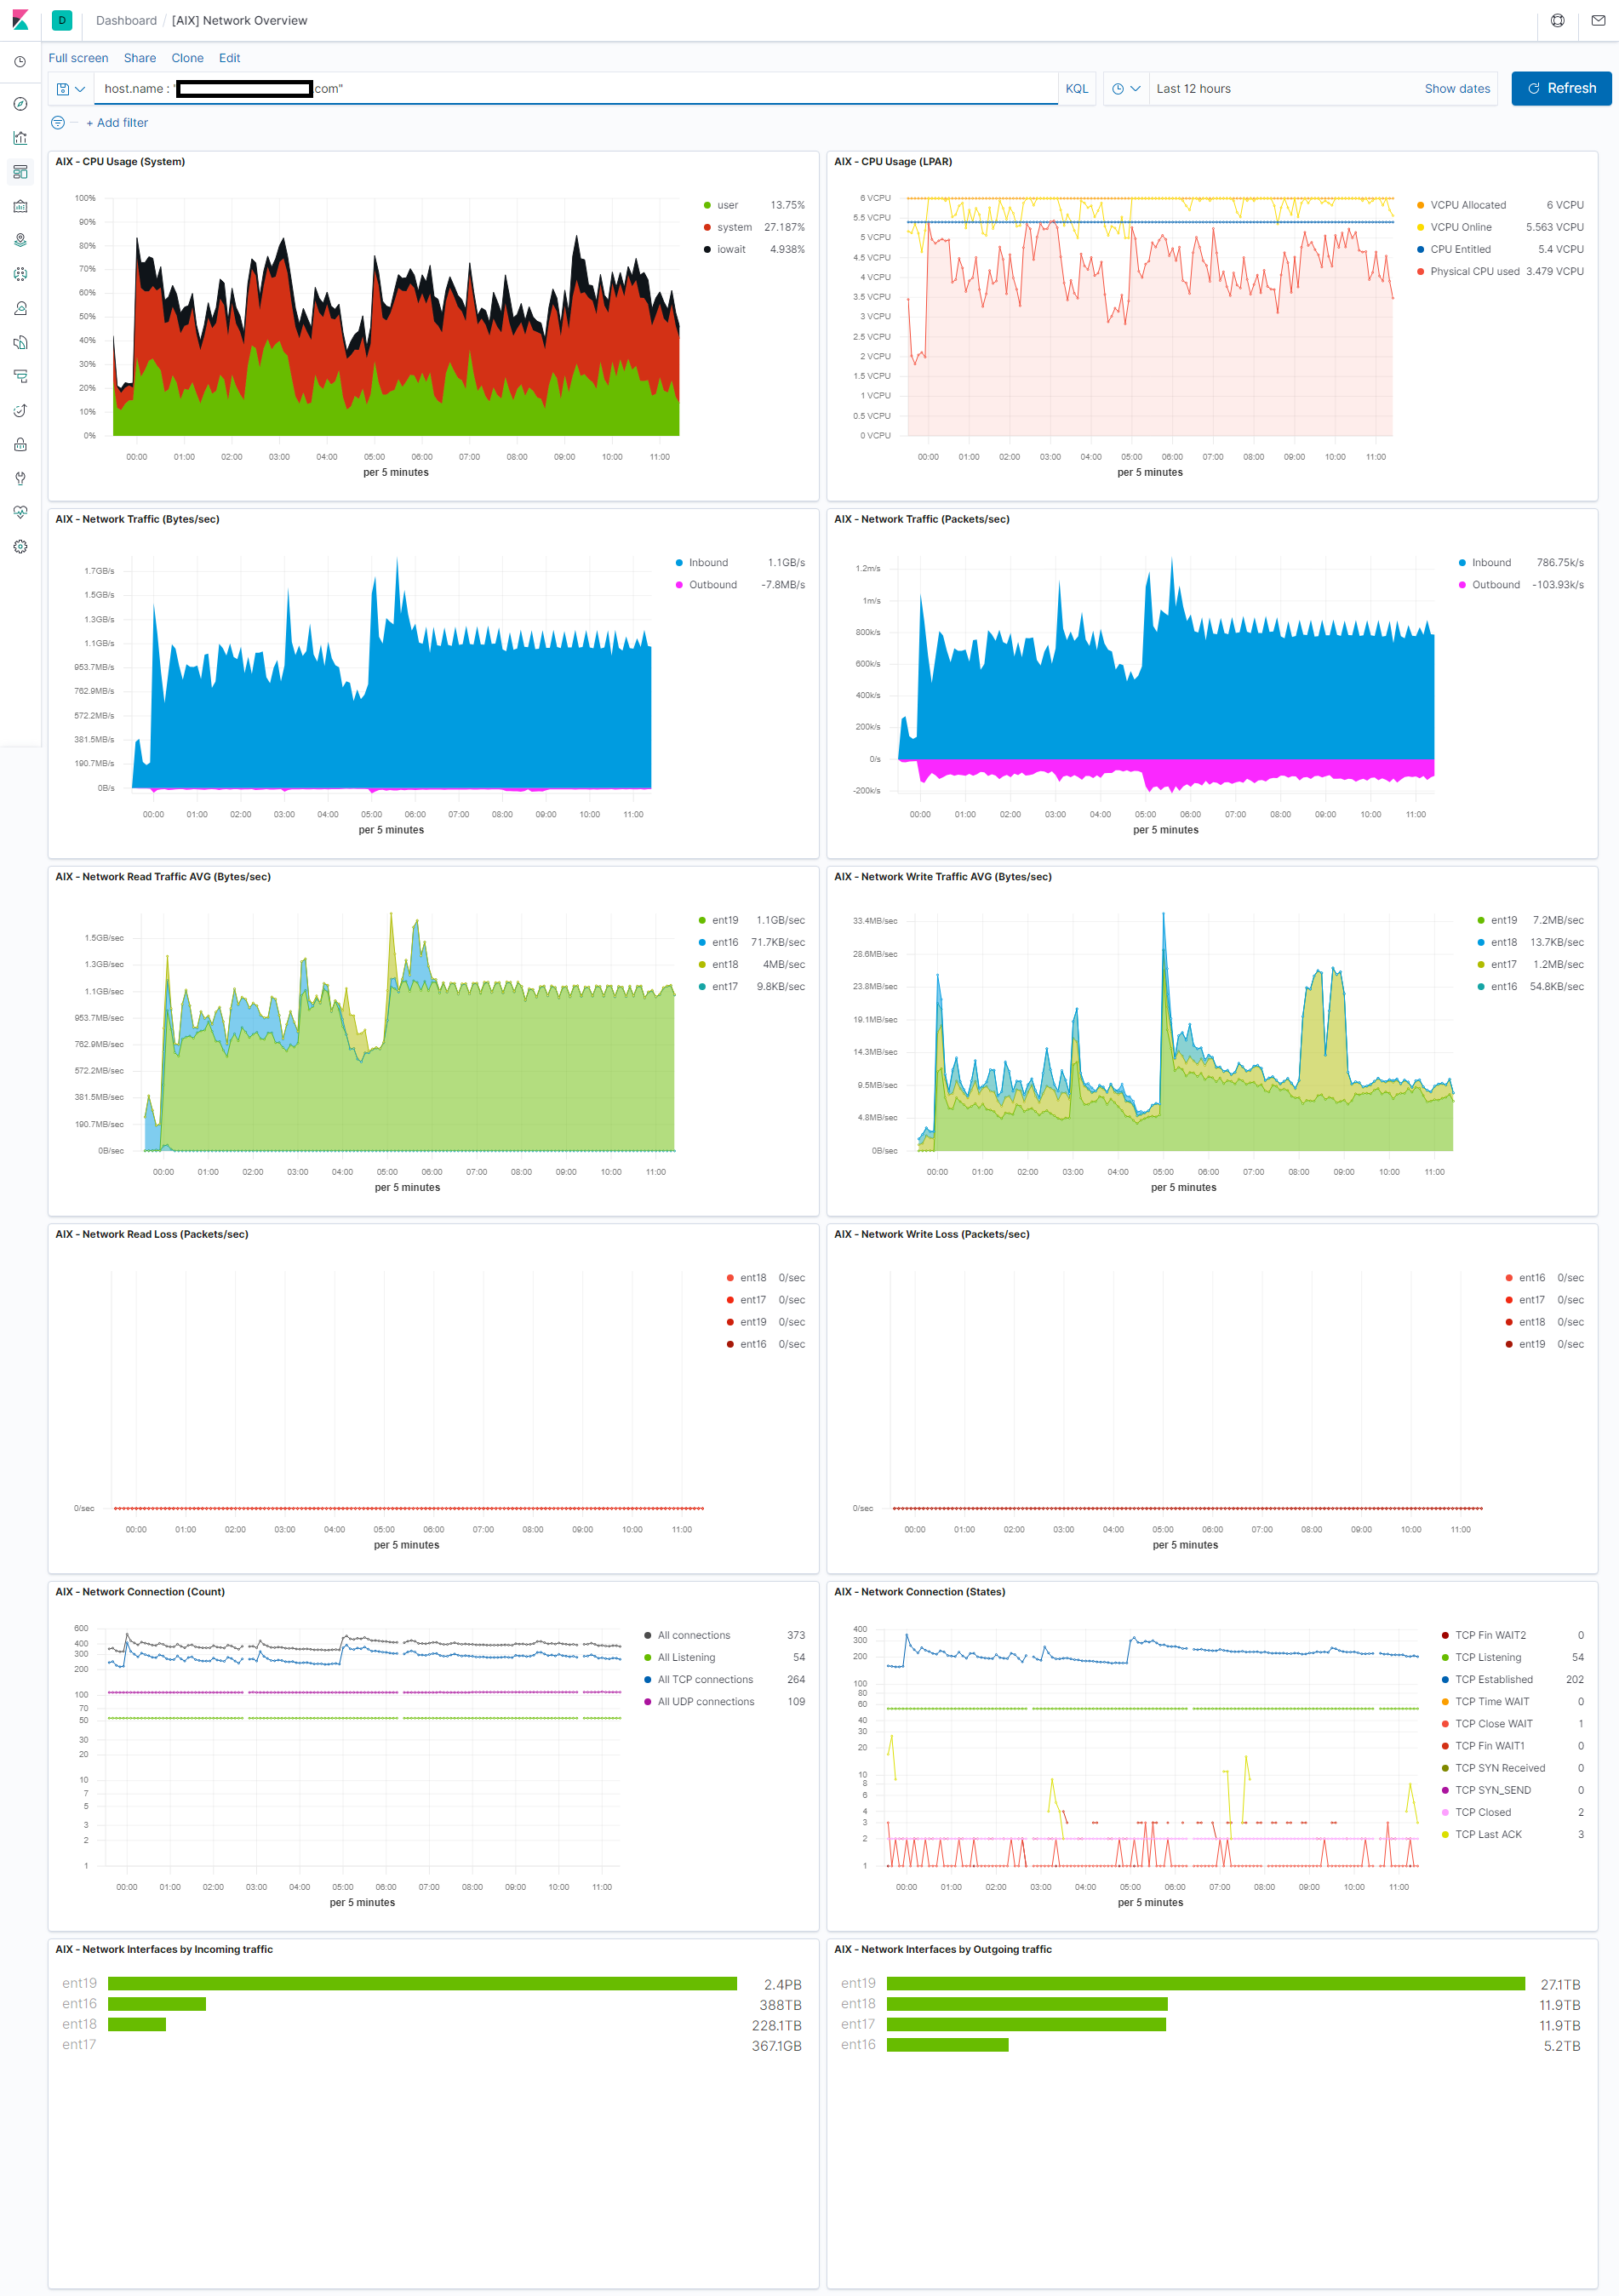 D Dashboard / [AIX] Network Overview
Full screen Share Clone Edit
host.name : " com" KQL Last 12 hours Show dates Refresh
+ Add filter
AIX - CPU Usage (System)
100%
90%
80%
70%
60%
50%
40%
30%
20%
10%
0%
00:00 01:00 02:00 03:00 04:00 05:00 06:00 07:00 08:00 09:00 10:00 11:00
per 5 minutes
user 13.75%
system 27.187%
iowait 4.938%
AIX - CPU Usage (LPAR)
6 VCPU
5.5 VCPU
5 VCPU
4.5 VCPU
4 VCPU
3.5 VCPU
3 VCPU
2.5 VCPU
2 VCPU
1.5 VCPU
1 VCPU
0.5 VCPU
0 VCPU
00:00 01:00 02:00 03:00 04:00 05:00 06:00 07:00 08:00 09:00 10:00 11:00
per 5 minutes
VCPU Allocated 6 VCPU
VCPU Online 5.563 VCPU
CPU Entitled 5.4 VCPU
Physical CPU used 3.479 VCPU
AIX - Network Traffic (Bytes/sec)
1.7GB/s
1.5GB/s
1.3GB/s
1.1GB/s
953.7MB/s
762.9MB/s
572.2MB/s
381.5MB/s
190.7MB/s
0B/s
00:00 01:00 02:00 03:00 04:00 05:00 06:00 07:00 08:00 09:00 10:00 11:00
per 5 minutes
Inbound 1.1GB/s
Outbound -7.8MB/s
AIX - Network Traffic (Packets/sec)
1.2m/s
1m/s
800k/s
600k/s
400k/s
200k/s
0/s
-200k/s
00:00 01:00 02:00 03:00 04:00 05:00 06:00 07:00 08:00 09:00 10:00 11:00
per 5 minutes
Inbound 786.75k/s
Outbound -103.93k/s
AIX - Network Read Traffic AVG (Bytes/sec)
1.5GB/sec
1.3GB/sec
1.1GB/sec
953.7MB/sec
762.9MB/sec
572.2MB/sec
381.5MB/sec
190.7MB/sec
0B/sec
00:00 01:00 02:00 03:00 04:00 05:00 06:00 07:00 08:00 09:00 10:00 11:00
per 5 minutes
ent19 1.1GB/sec
ent16 71.7KB/sec
ent18 4MB/sec
ent17 9.8KB/sec
AIX - Network Write Traffic AVG (Bytes/sec)
33.4MB/sec
28.6MB/sec
23.8MB/sec
19.1MB/sec
14.3MB/sec
9.5MB/sec
4.8MB/sec
0B/sec
00:00 01:00 02:00 03:00 04:00 05:00 06:00 07:00 08:00 09:00 10:00 11:00
per 5 minutes
ent19 7.2MB/sec
ent18 13.7KB/sec
ent17 1.2MB/sec
ent16 54.8KB/sec
AIX - Network Read Loss (Packets/sec)
0/sec
00:00 01:00 02:00 03:00 04:00 05:00 06:00 07:00 08:00 09:00 10:00 11:00
per 5 minutes
ent18 0/sec
ent17 0/sec
ent19 0/sec
ent16 0/sec
AIX - Network Write Loss (Packets/sec)
0/sec
00:00 01:00 02:00 03:00 04:00 05:00 06:00 07:00 08:00 09:00 10:00 11:00
per 5 minutes
ent16 0/sec
ent17 0/sec
ent18 0/sec
ent19 0/sec
AIX - Network Connection (Count)
600
400
300
200
100
70
50
30
20
10
7
5
3
2
1
00:00 01:00 02:00 03:00 04:00 05:00 06:00 07:00 08:00 09:00 10:00 11:00
per 5 minutes
All connections 373
All Listening 54
All TCP connections 264
All UDP connections 109
AIX - Network Connection (States)
400
300
200
100
80
60
40
30
20
10
8
6
4
3
2
1
00:00 01:00 02:00 03:00 04:00 05:00 06:00 07:00 08:00 09:00 10:00 11:00
per 5 minutes
TCP Fin WAIT2 0
TCP Listening 54
TCP Established 202
TCP Time WAIT 0
TCP Close WAIT 1
TCP Fin WAIT1 0
TCP SYN Received 0
TCP SYN_SEND 0
TCP Closed 2
TCP Last ACK 3
AIX - Network Interfaces by Incoming traffic
ent19 2.4PB
ent16 388TB
ent18 228.1TB
ent17 367.1GB
AIX - Network Interfaces by Outgoing traffic
ent19 27.1TB
ent18 11.9TB
ent17 11.9TB
ent16 5.2TB